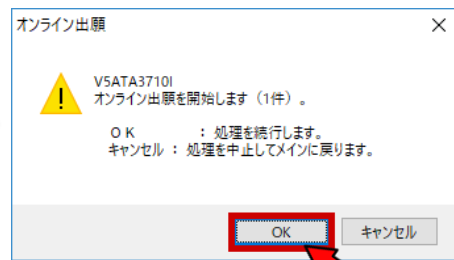 オンライン出願
V5ATA3710I
オンライン出願を開始します（1件）。
ＯＫ　　　　：処理を続行します。
キャンセル：処理を中止してメインに戻ります。
OK
キャンセル